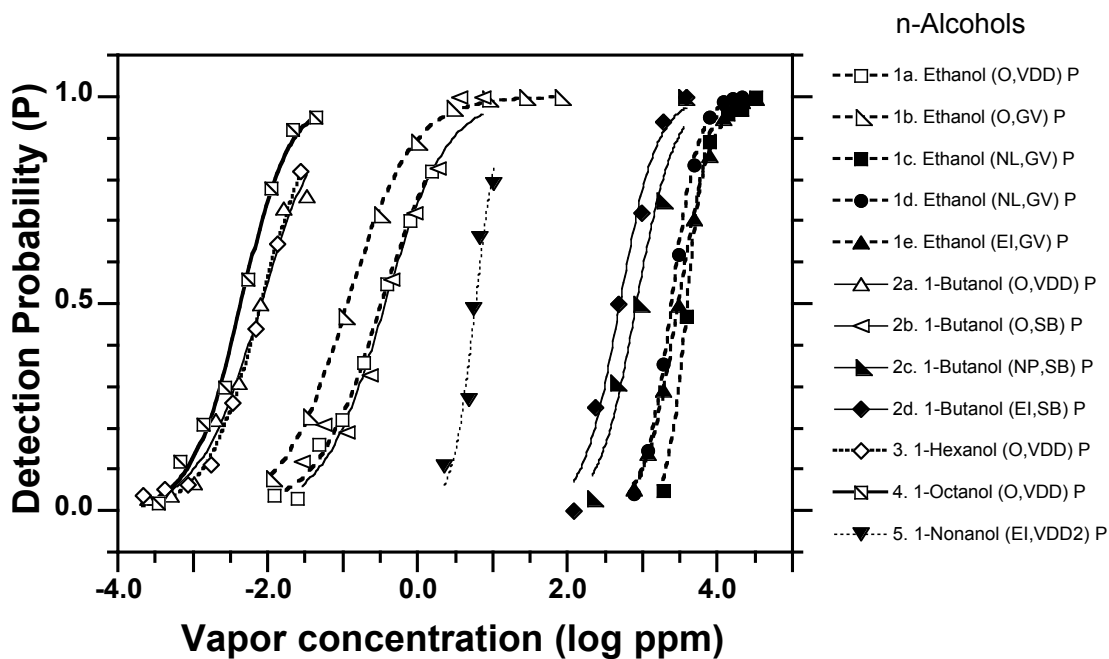 n-Alcohols
1a. Ethanol (O,VDD) P
1b. Ethanol (O,GV) P
1c. Ethanol (NL,GV) P
1d. Ethanol (NL,GV) P
1e. Ethanol (EI,GV) P
2a. 1-Butanol (O,VDD) P
2b. 1-Butanol (O,SB) P
2c. 1-Butanol (NP,SB) P
2d. 1-Butanol (EI,SB) P
3. 1-Hexanol (O,VDD) P
4. 1-Octanol (O,VDD) P
5. 1-Nonanol (EI,VDD2) P
Detection Probability (P)
1.0
0.5
0.0
-4.0 -2.0 0.0 2.0 4.0
Vapor concentration (log ppm)